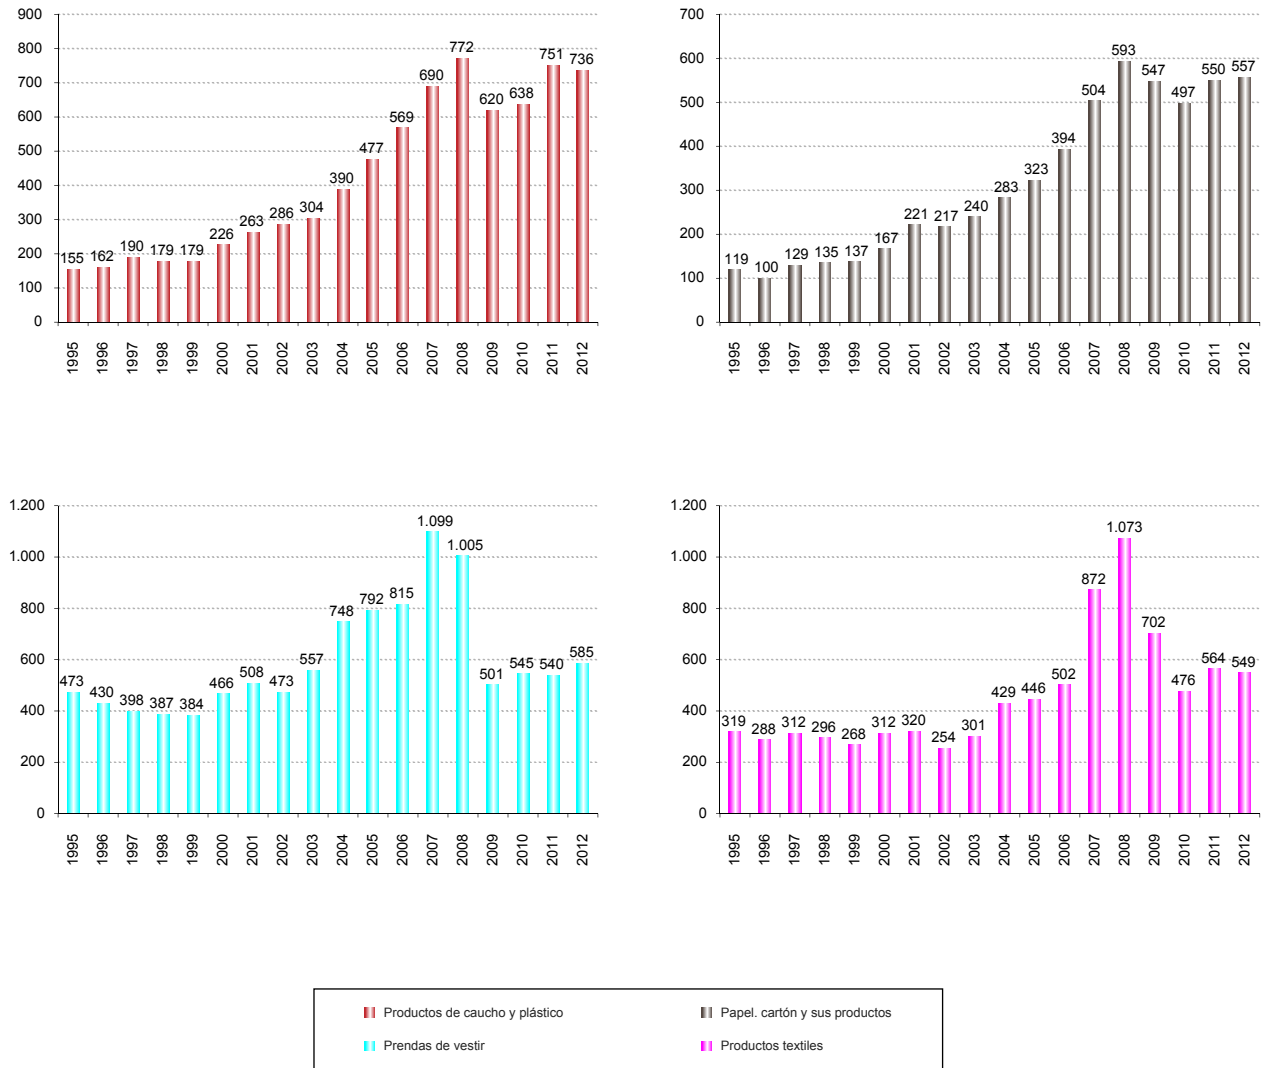 900
800
700
600
500
400
300
200
100
0
155 162 190 179 179 226 263 286 304 390 477 569 690 772 620 638 751 736
1995 1996 1997 1998 1999 2000 2001 2002 2003 2004 2005 2006 2007 2008 2009 2010 2011 2012
700
600
500
400
300
200
100
0
119 100 129 135 137 167 221 217 240 283 323 394 504 593 547 497 550 557
1995 1996 1997 1998 1999 2000 2001 2002 2003 2004 2005 2006 2007 2008 2009 2010 2011 2012
1.200
1.000
800
600
400
200
0
473 430 398 387 384 466 508 473 557 748 792 815 1.099 1.005 501 545 540 585
1995 1996 1997 1998 1999 2000 2001 2002 2003 2004 2005 2006 2007 2008 2009 2010 2011 2012
1.200
1.000
800
600
400
200
0
319 288 312 296 268 312 320 254 301 429 446 502 872 1.073 702 476 564 549
1995 1996 1997 1998 1999 2000 2001 2002 2003 2004 2005 2006 2007 2008 2009 2010 2011 2012
Productos de caucho y plástico
Papel. cartón y sus productos
Prendas de vestir
Productos textiles